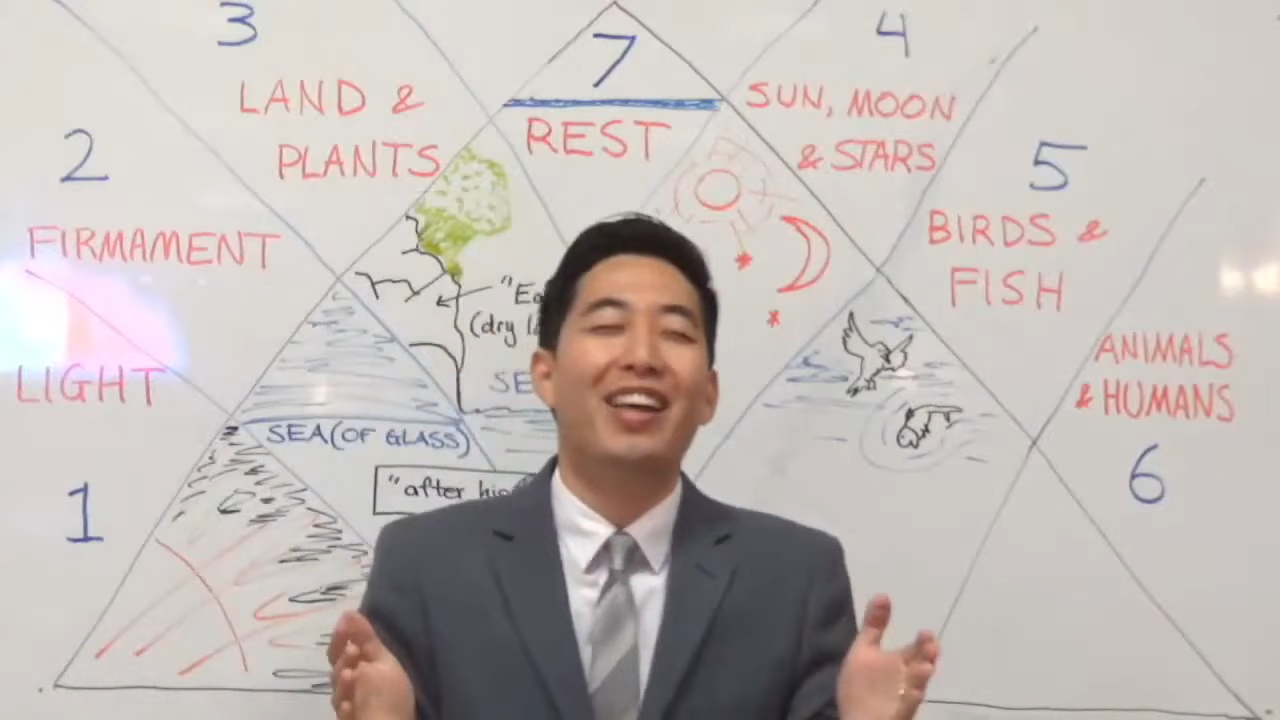 3
LAND &
PLANTS
7
REST
4
SUN, MOON
& STARS
2
FIRMAMENT
5
BIRDS &
FISH
LIGHT
1
ANIMALS
& HUMANS
6
(dry
SEA (OF GLASS)
"after